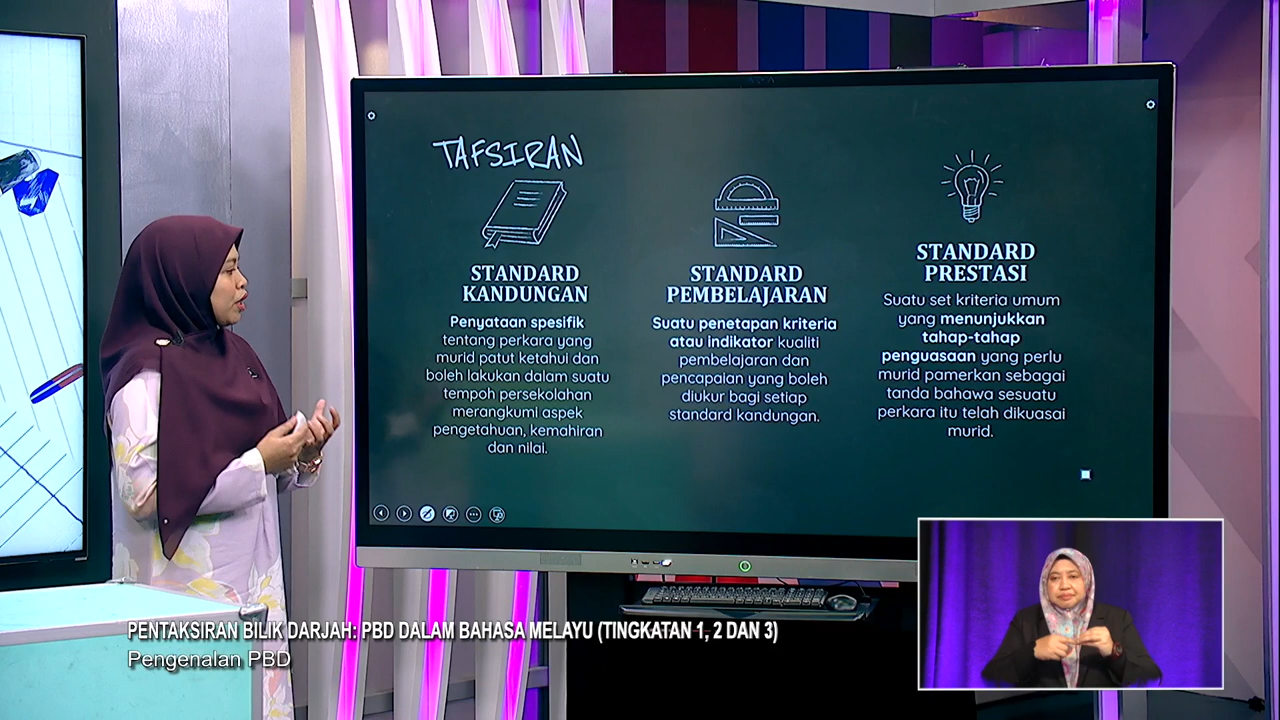 TAFSIRAN
STANDARD
KANDUNGAN
Penyataan spesifik
tentang perkara yang
murid patut ketahui dan
boleh lakukan dalam suatu
tempoh persekolahan
merangkumi aspek
pengetahuan, kemahiran
dan nilai.
STANDARD
PEMBELAJARAN
Suatu penetapan kriteria
atau indikator kualiti
pembelajaran dan
pencapaian yang boleh
diukur bagi setiap
standard kandungan.
STANDARD
PRESTASI
Suatu set kriteria umum
yang menunjukkan
tahap-tahap
penguasaan yang perlu
murid pamerkan sebagai
tanda bahawa sesuatu
perkara itu telah dikuasai
murid.
PENTAKSIRAN BILIK DARJAH: PBD DALAM BAHASA MELAYU (TINGKATAN 1, 2 DAN 3)
Pengenalan PBD